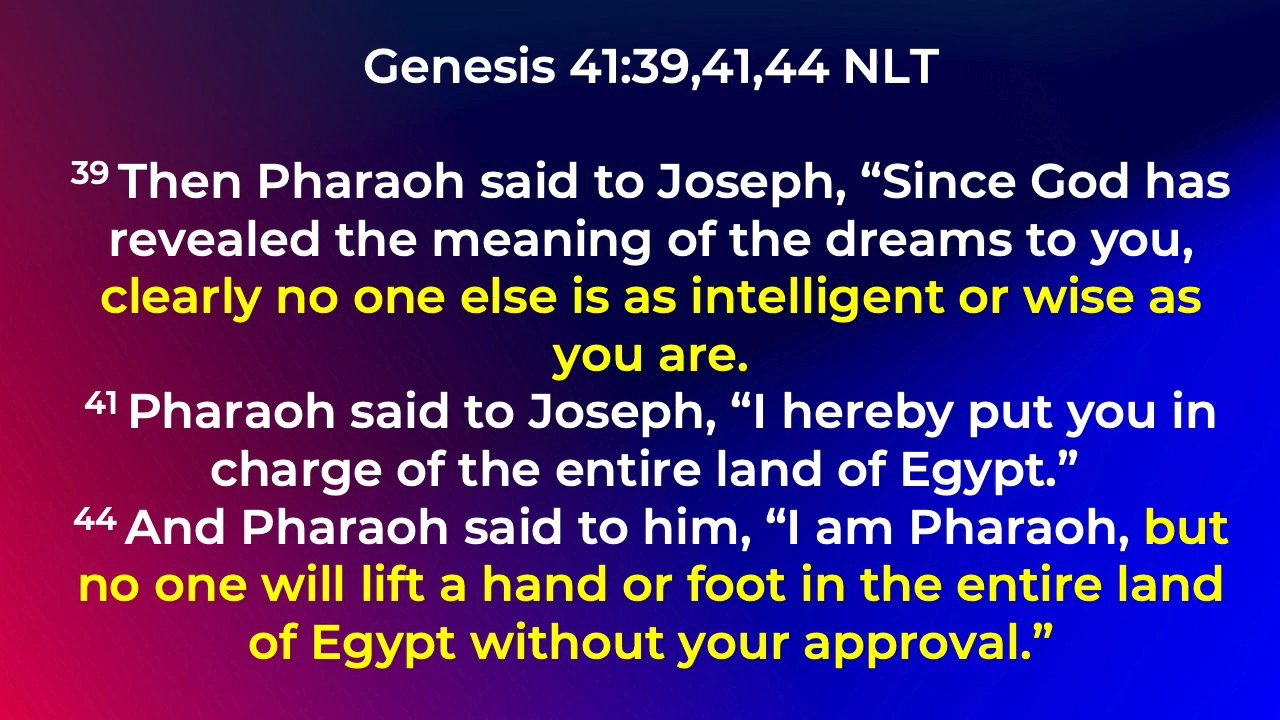 Genesis 41:39,41,44 NLT
39 Then Pharaoh said to Joseph, “Since God has
revealed the meaning of the dreams to you,
clearly no one else is as intelligent or wise as
you are.
41 Pharaoh said to Joseph, “I hereby put you in
charge of the entire land of Egypt.”
44 And Pharaoh said to him, “I am Pharaoh, but
no one will lift a hand or foot in the entire land
of Egypt without your approval.”